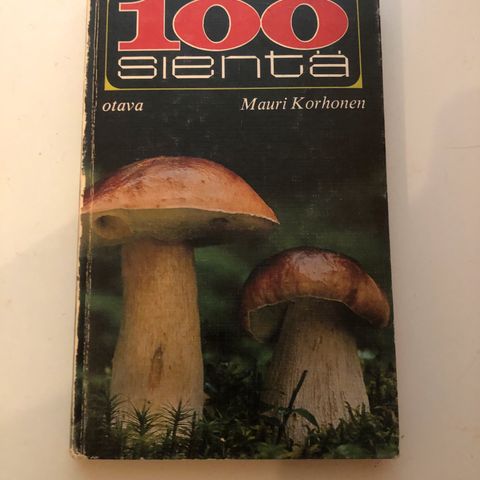 100
sientä
otava Mauri Korhonen